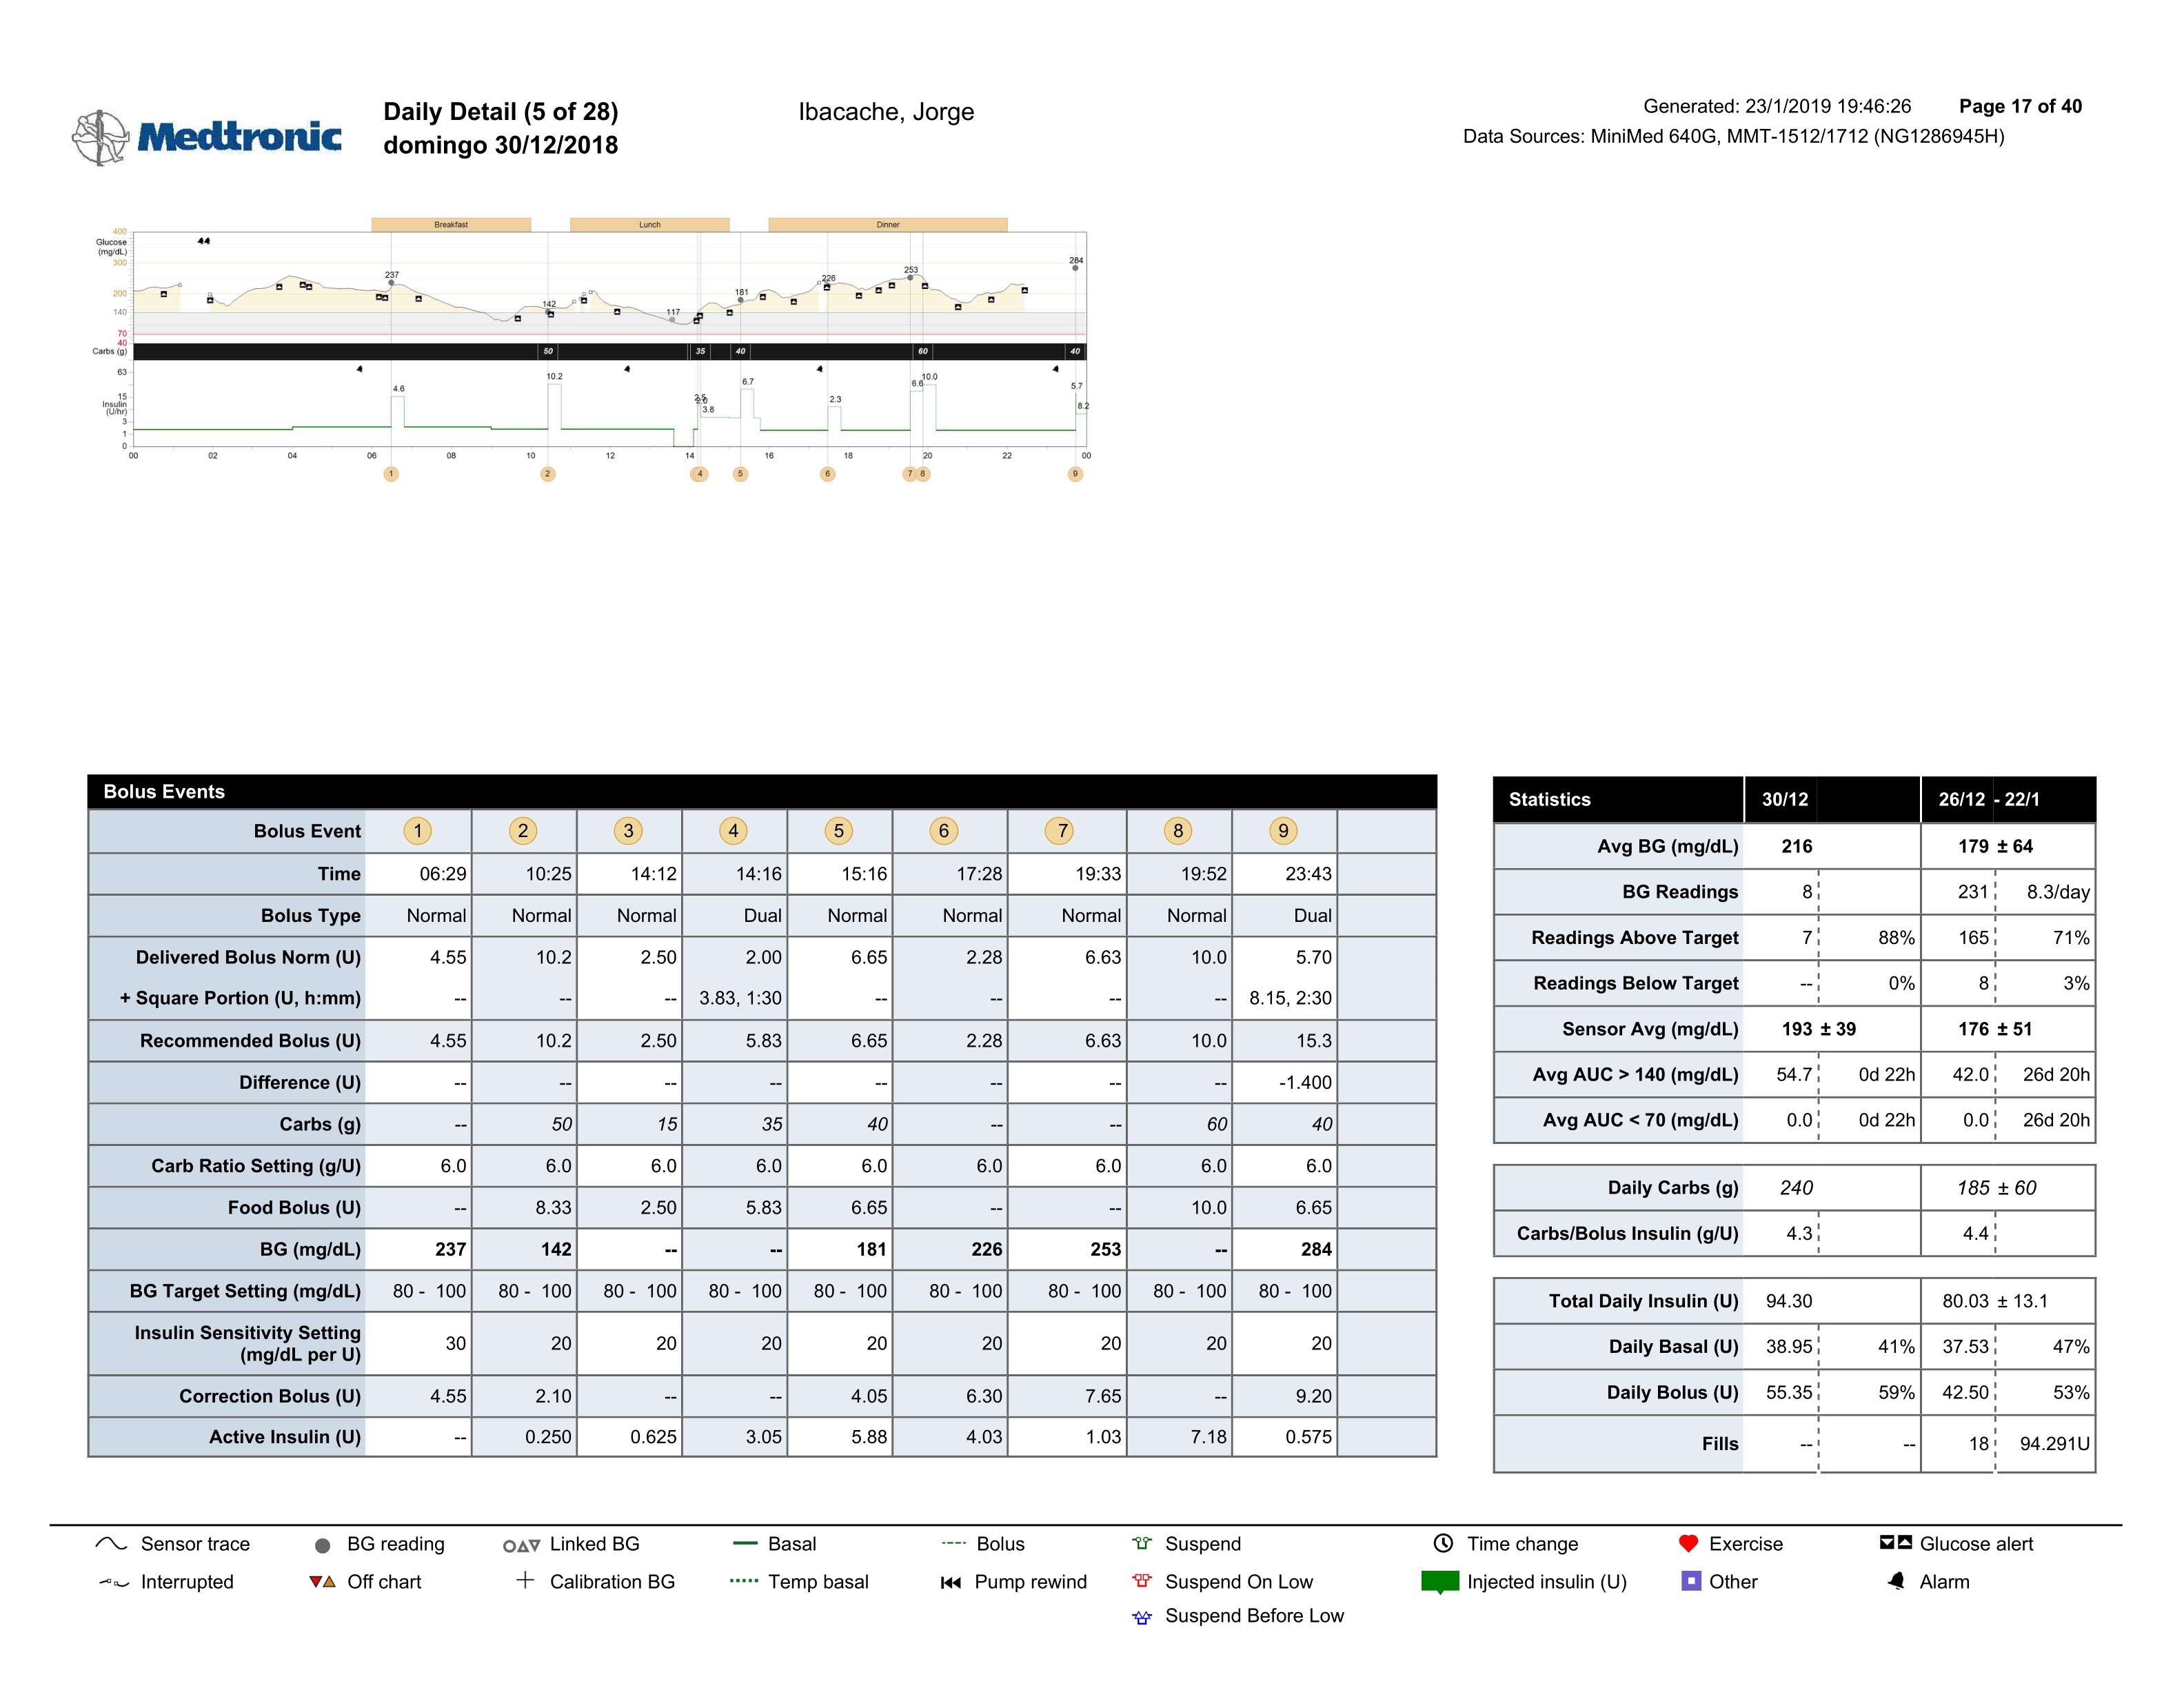 Medtronic
Daily Detail (5 of 28)
domingo 30/12/2018
Ibacache, Jorge
Generated: 23/1/2019 19:46:26 Page 17 of 40
Data Sources: MiniMed 640G, MMT-1512/1712 (NG1286945H)
Breakfast Lunch Dinner
400
Glucose
(mg/dL)
300
200
140
70
40
237 142 117 181 226 253 284
Carbs (g) 50 35 40 60 40
63
15
Insulin
(U/hr)
3
1
0
4.6 10.2 2.5 2.0 3.8 6.7 2.3 6.6 10.0 5.7 8.2
00 02 04 06 08 10 12 14 16 18 20 22 00
1 2 4 5 6 7 8 9
Bolus Events
Bolus Event 1 2 3 4 5 6 7 8 9
Time 06:29 10:25 14:12 14:16 15:16 17:28 19:33 19:52 23:43
Bolus Type Normal Normal Normal Dual Normal Normal Normal Normal Dual
Delivered Bolus Norm (U) 4.55 10.2 2.50 2.00 6.65 2.28 6.63 10.0 5.70
+ Square Portion (U, h:mm) -- -- -- 3.83, 1:30 -- -- -- -- 8.15, 2:30
Recommended Bolus (U) 4.55 10.2 2.50 5.83 6.65 2.28 6.63 10.0 15.3
Difference (U) -- -- -- -- -- -- -- -- -1.400
Carbs (g) -- 50 15 35 40 -- -- 60 40
Carb Ratio Setting (g/U) 6.0 6.0 6.0 6.0 6.0 6.0 6.0 6.0 6.0
Food Bolus (U) -- 8.33 2.50 5.83 6.65 -- -- 10.0 6.65
BG (mg/dL) 237 142 -- -- 181 226 253 -- 284
BG Target Setting (mg/dL) 80 - 100 80 - 100 80 - 100 80 - 100 80 - 100 80 - 100 80 - 100 80 - 100 80 - 100
Insulin Sensitivity Setting
(mg/dL per U) 30 20 20 20 20 20 20 20 20
Correction Bolus (U) 4.55 2.10 -- -- 4.05 6.30 7.65 -- 9.20
Active Insulin (U) -- 0.250 0.625 3.05 5.88 4.03 1.03 7.18 0.575
Statistics 30/12 26/12 - 22/1
Avg BG (mg/dL) 216 179 ± 64
BG Readings 8 231 8.3/day
Readings Above Target 7 88% 165 71%
Readings Below Target -- 0% 8 3%
Sensor Avg (mg/dL) 193 ± 39 176 ± 51
Avg AUC > 140 (mg/dL) 54.7 0d 22h 42.0 26d 20h
Avg AUC < 70 (mg/dL) 0.0 0d 22h 0.0 26d 20h
Daily Carbs (g) 240 185 ± 60
Carbs/Bolus Insulin (g/U) 4.3 4.4
Total Daily Insulin (U) 94.30 80.03 ± 13.1
Daily Basal (U) 38.95 41% 37.53 47%
Daily Bolus (U) 55.35 59% 42.50 53%
Fills -- -- 18 94.291U
Sensor trace BG reading Linked BG Basal Bolus Suspend Time change Exercise Glucose alert
Interrupted Off chart Calibration BG Temp basal Pump rewind Suspend On Low Injected insulin (U) Other Alarm
Suspend Before Low